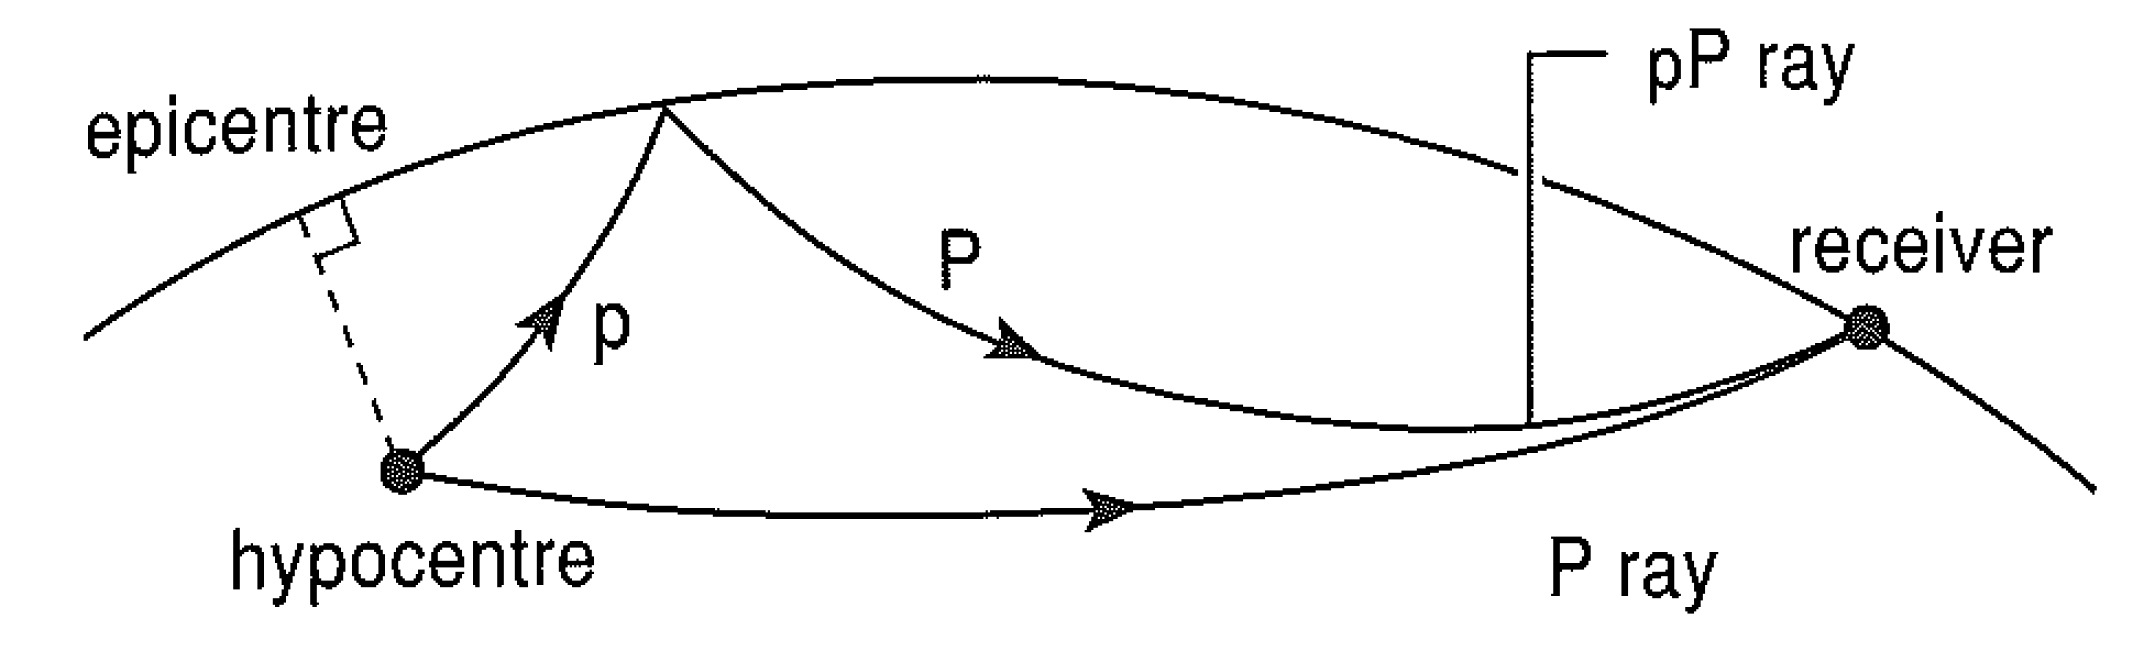 pP ray
epicentre
receiver
P
p
hypocentre
P ray